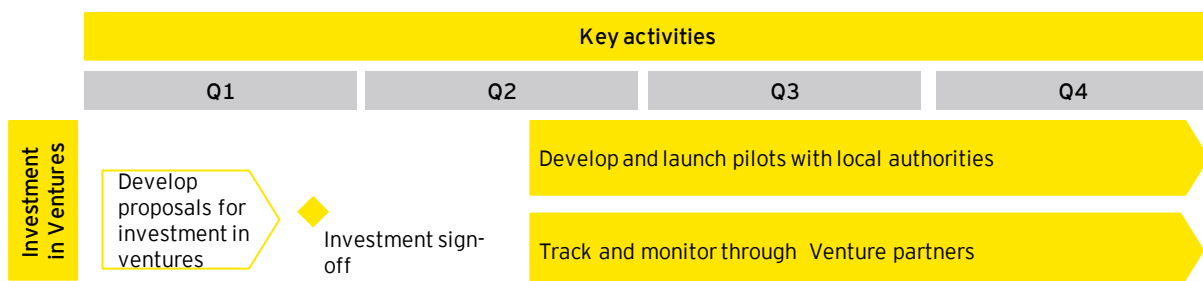 Key activities
Q1
Q2
Q3
Q4
Investment
in Ventures
Develop
proposals for
investment in
ventures
Investment sign-
off
Develop and launch pilots with local authorities
Track and monitor through Venture partners